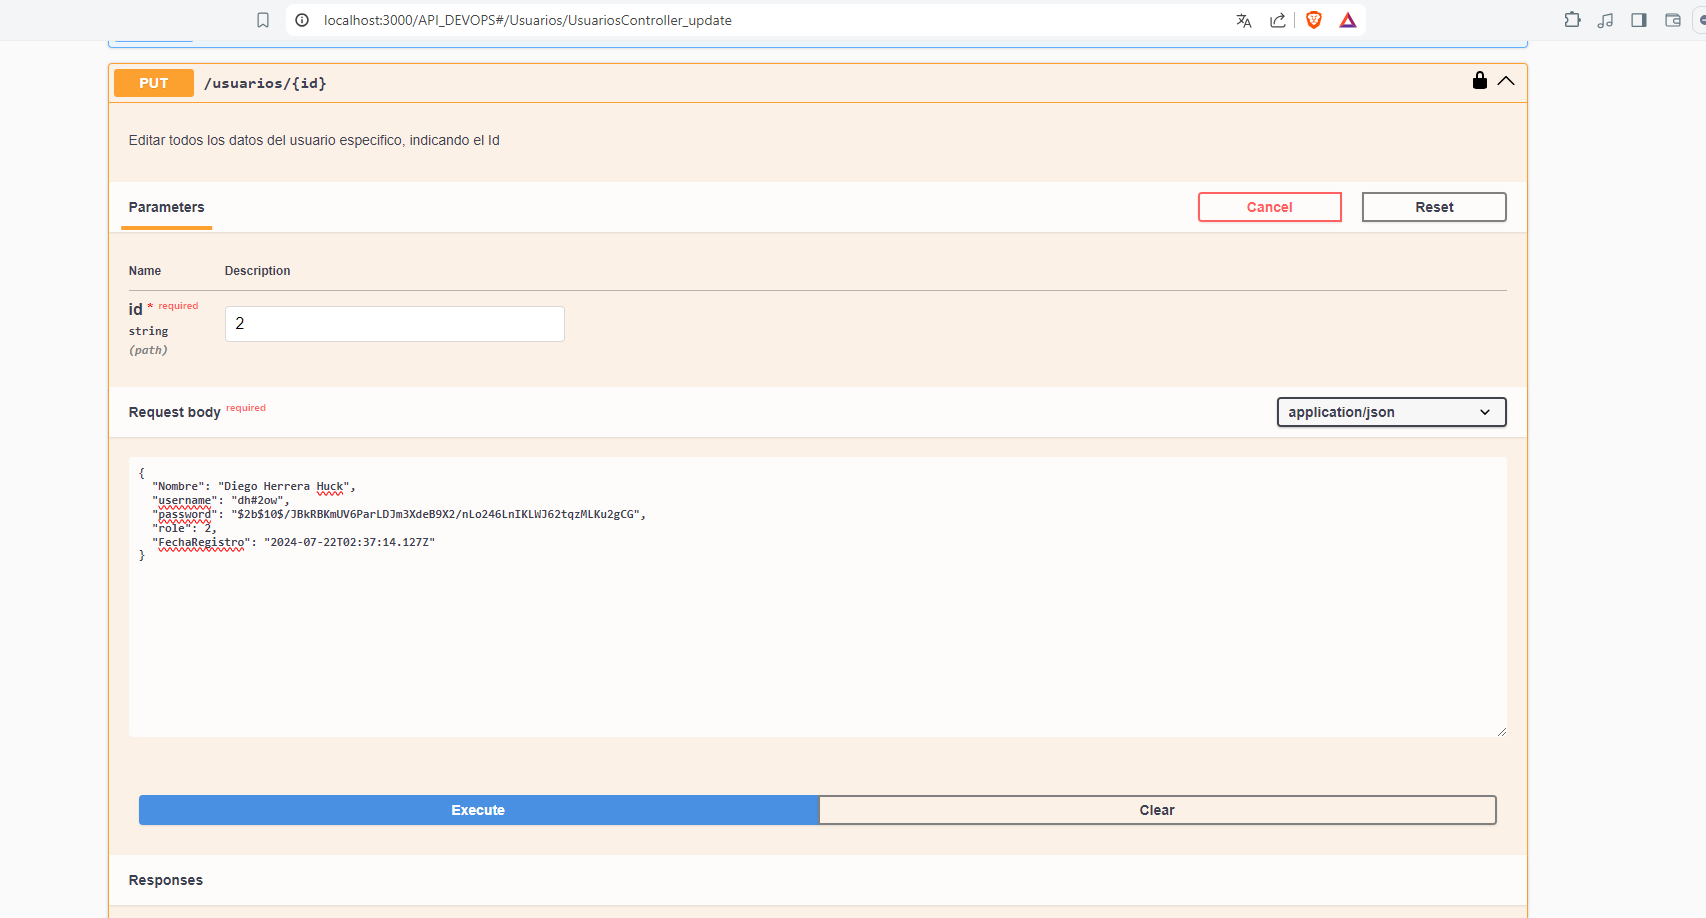 localhost:3000/API_DEVOPS#/Usuarios/UsuariosController_update
PUT /usuarios/{id}
Editar todos los datos del usuario especifico, indicando el Id
Parameters
Cancel
Reset
Name Description
id * required
string
(path)
2
Request body required
application/json
{
"Nombre": "Diego Herrera Huck",
"username": "dh#2ow",
"password": "$2b$10$/JBkRBKmUV6ParLDJm3XdeB9X2/nLo246LnIKLWJ62tqzMLKu2gCG",
"role": 2,
"FechaRegistro": "2024-07-22T02:37:14.127Z"
}
Execute
Clear
Responses